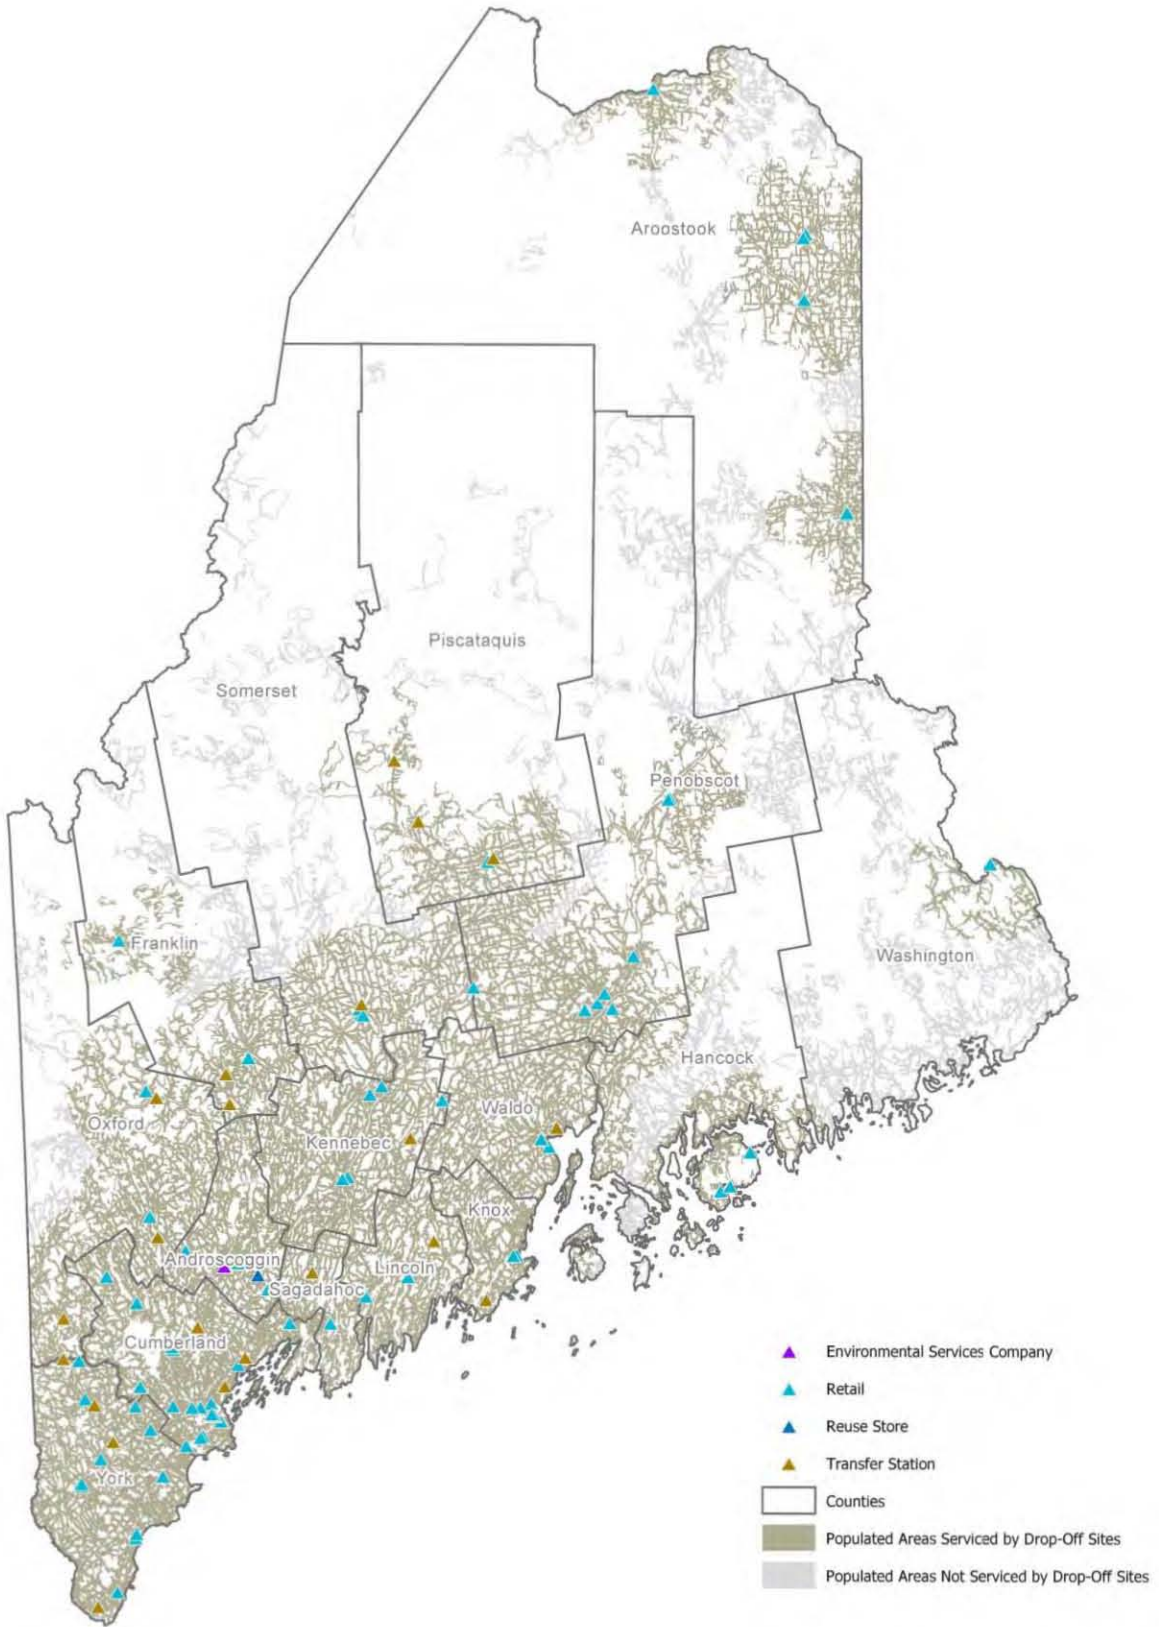 Aroostook
Piscataquis
Somerset
Penobscot
Franklin
Washington
Hancock
Oxford
Waldo
Kennebec
Knox
Androscoggin
Lincoln
Sagadahoc
Cumberland
York
Environmental Services Company
Retail
Reuse Store
Transfer Station
Counties
Populated Areas Serviced by Drop-Off Sites
Populated Areas Not Serviced by Drop-Off Sites